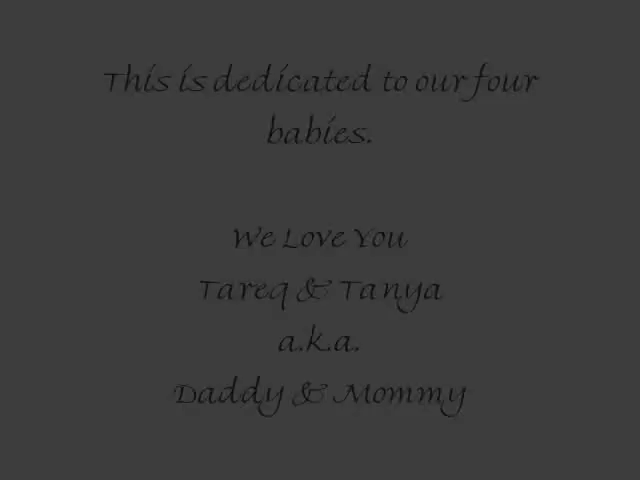 This is dedicated to our four
babies.
We Love You
Tareq & Tanya
a.k.a.
Daddy & Mommy